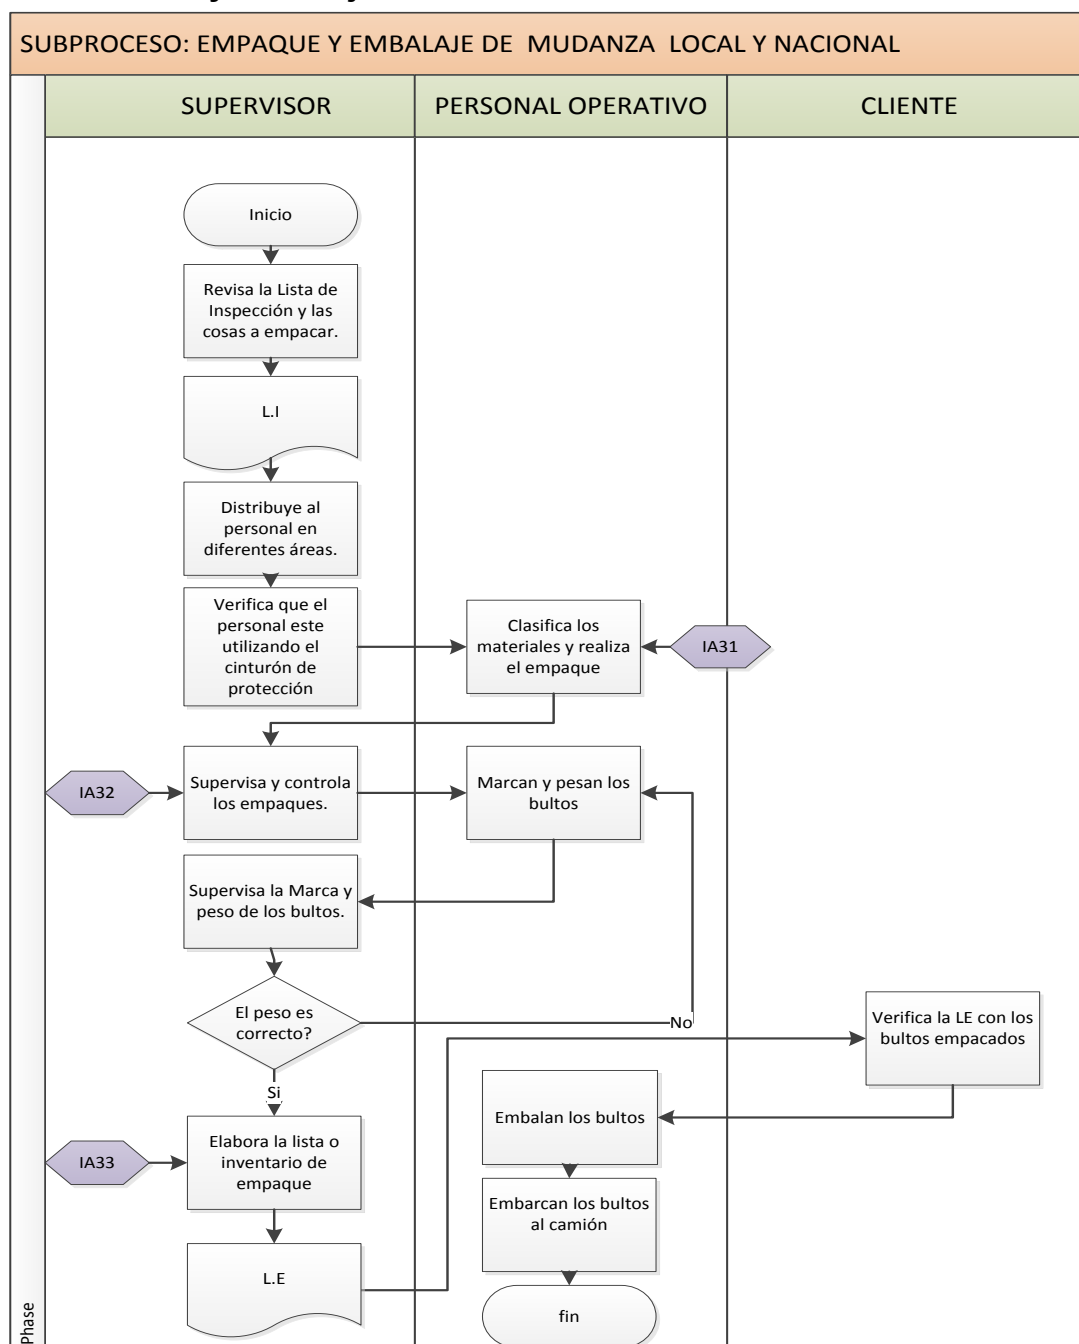 SUBPROCESO: EMPAQUE Y EMBALAJE DE MUDANZA LOCAL Y NACIONAL
SUPERVISOR
PERSONAL OPERATIVO
CLIENTE
Inicio
Revisa la Lista de
Inspección y las
cosas a empacar.
L.I
Distribuye al
personal en
diferentes áreas.
Verifica que el
personal este
utilizando el
cinturón de
protección
Clasifica los
materiales y realiza
el empaque
IA31
IA32
Supervisa y controla
los empaques.
Marcan y pesan los
bultos
Supervisa la Marca y
peso de los bultos.
El peso es
correcto?
No
Si
Verifica la LE con los
bultos empacados
Embalan los bultos
IA33
Elabora la lista o
inventario de
empaque
Embarcan los bultos
al camión
L.E
fin
Phase